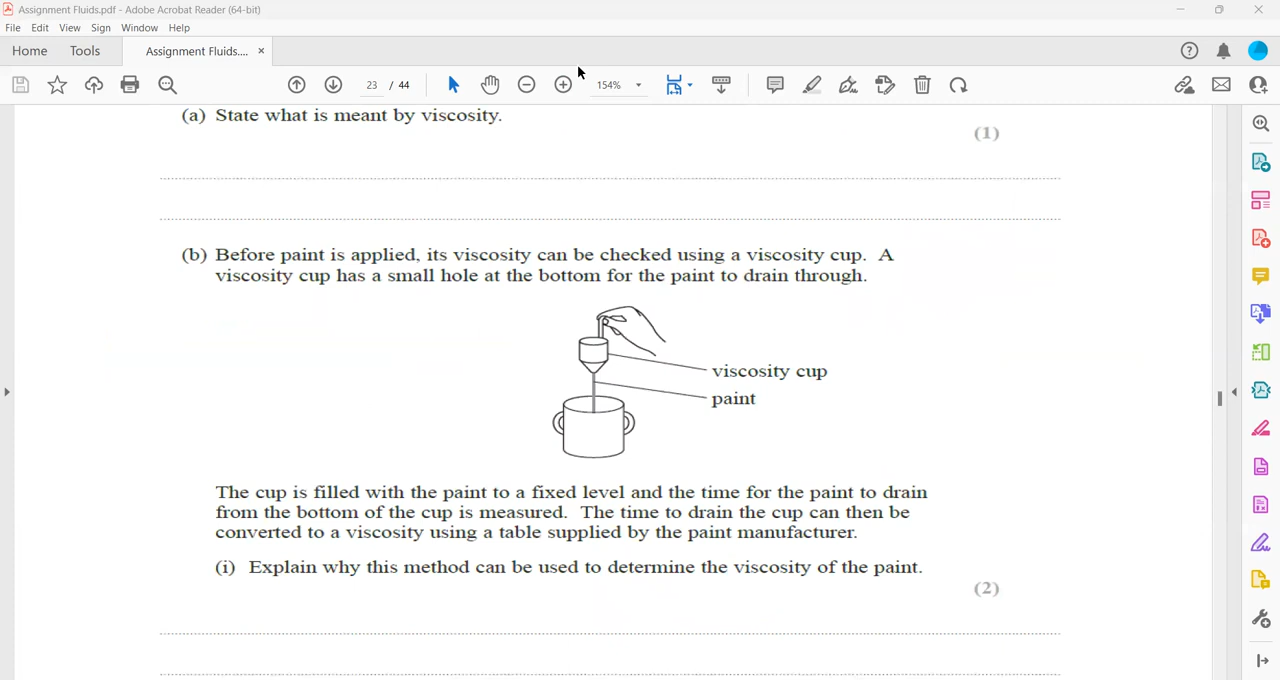 Assignment Fluids.pdf - Adobe Acrobat Reader (64-bit)
File Edit View Sign Window Help
Home Tools Assignment Fluids.... ×
23 / 44 154%
(a) State what is meant by viscosity.
(1)
(b) Before paint is applied, its viscosity can be checked using a viscosity cup. A
viscosity cup has a small hole at the bottom for the paint to drain through.
viscosity cup
paint
The cup is filled with the paint to a fixed level and the time for the paint to drain
from the bottom of the cup is measured. The time to drain the cup can then be
converted to a viscosity using a table supplied by the paint manufacturer.
(i) Explain why this method can be used to determine the viscosity of the paint.
(2)